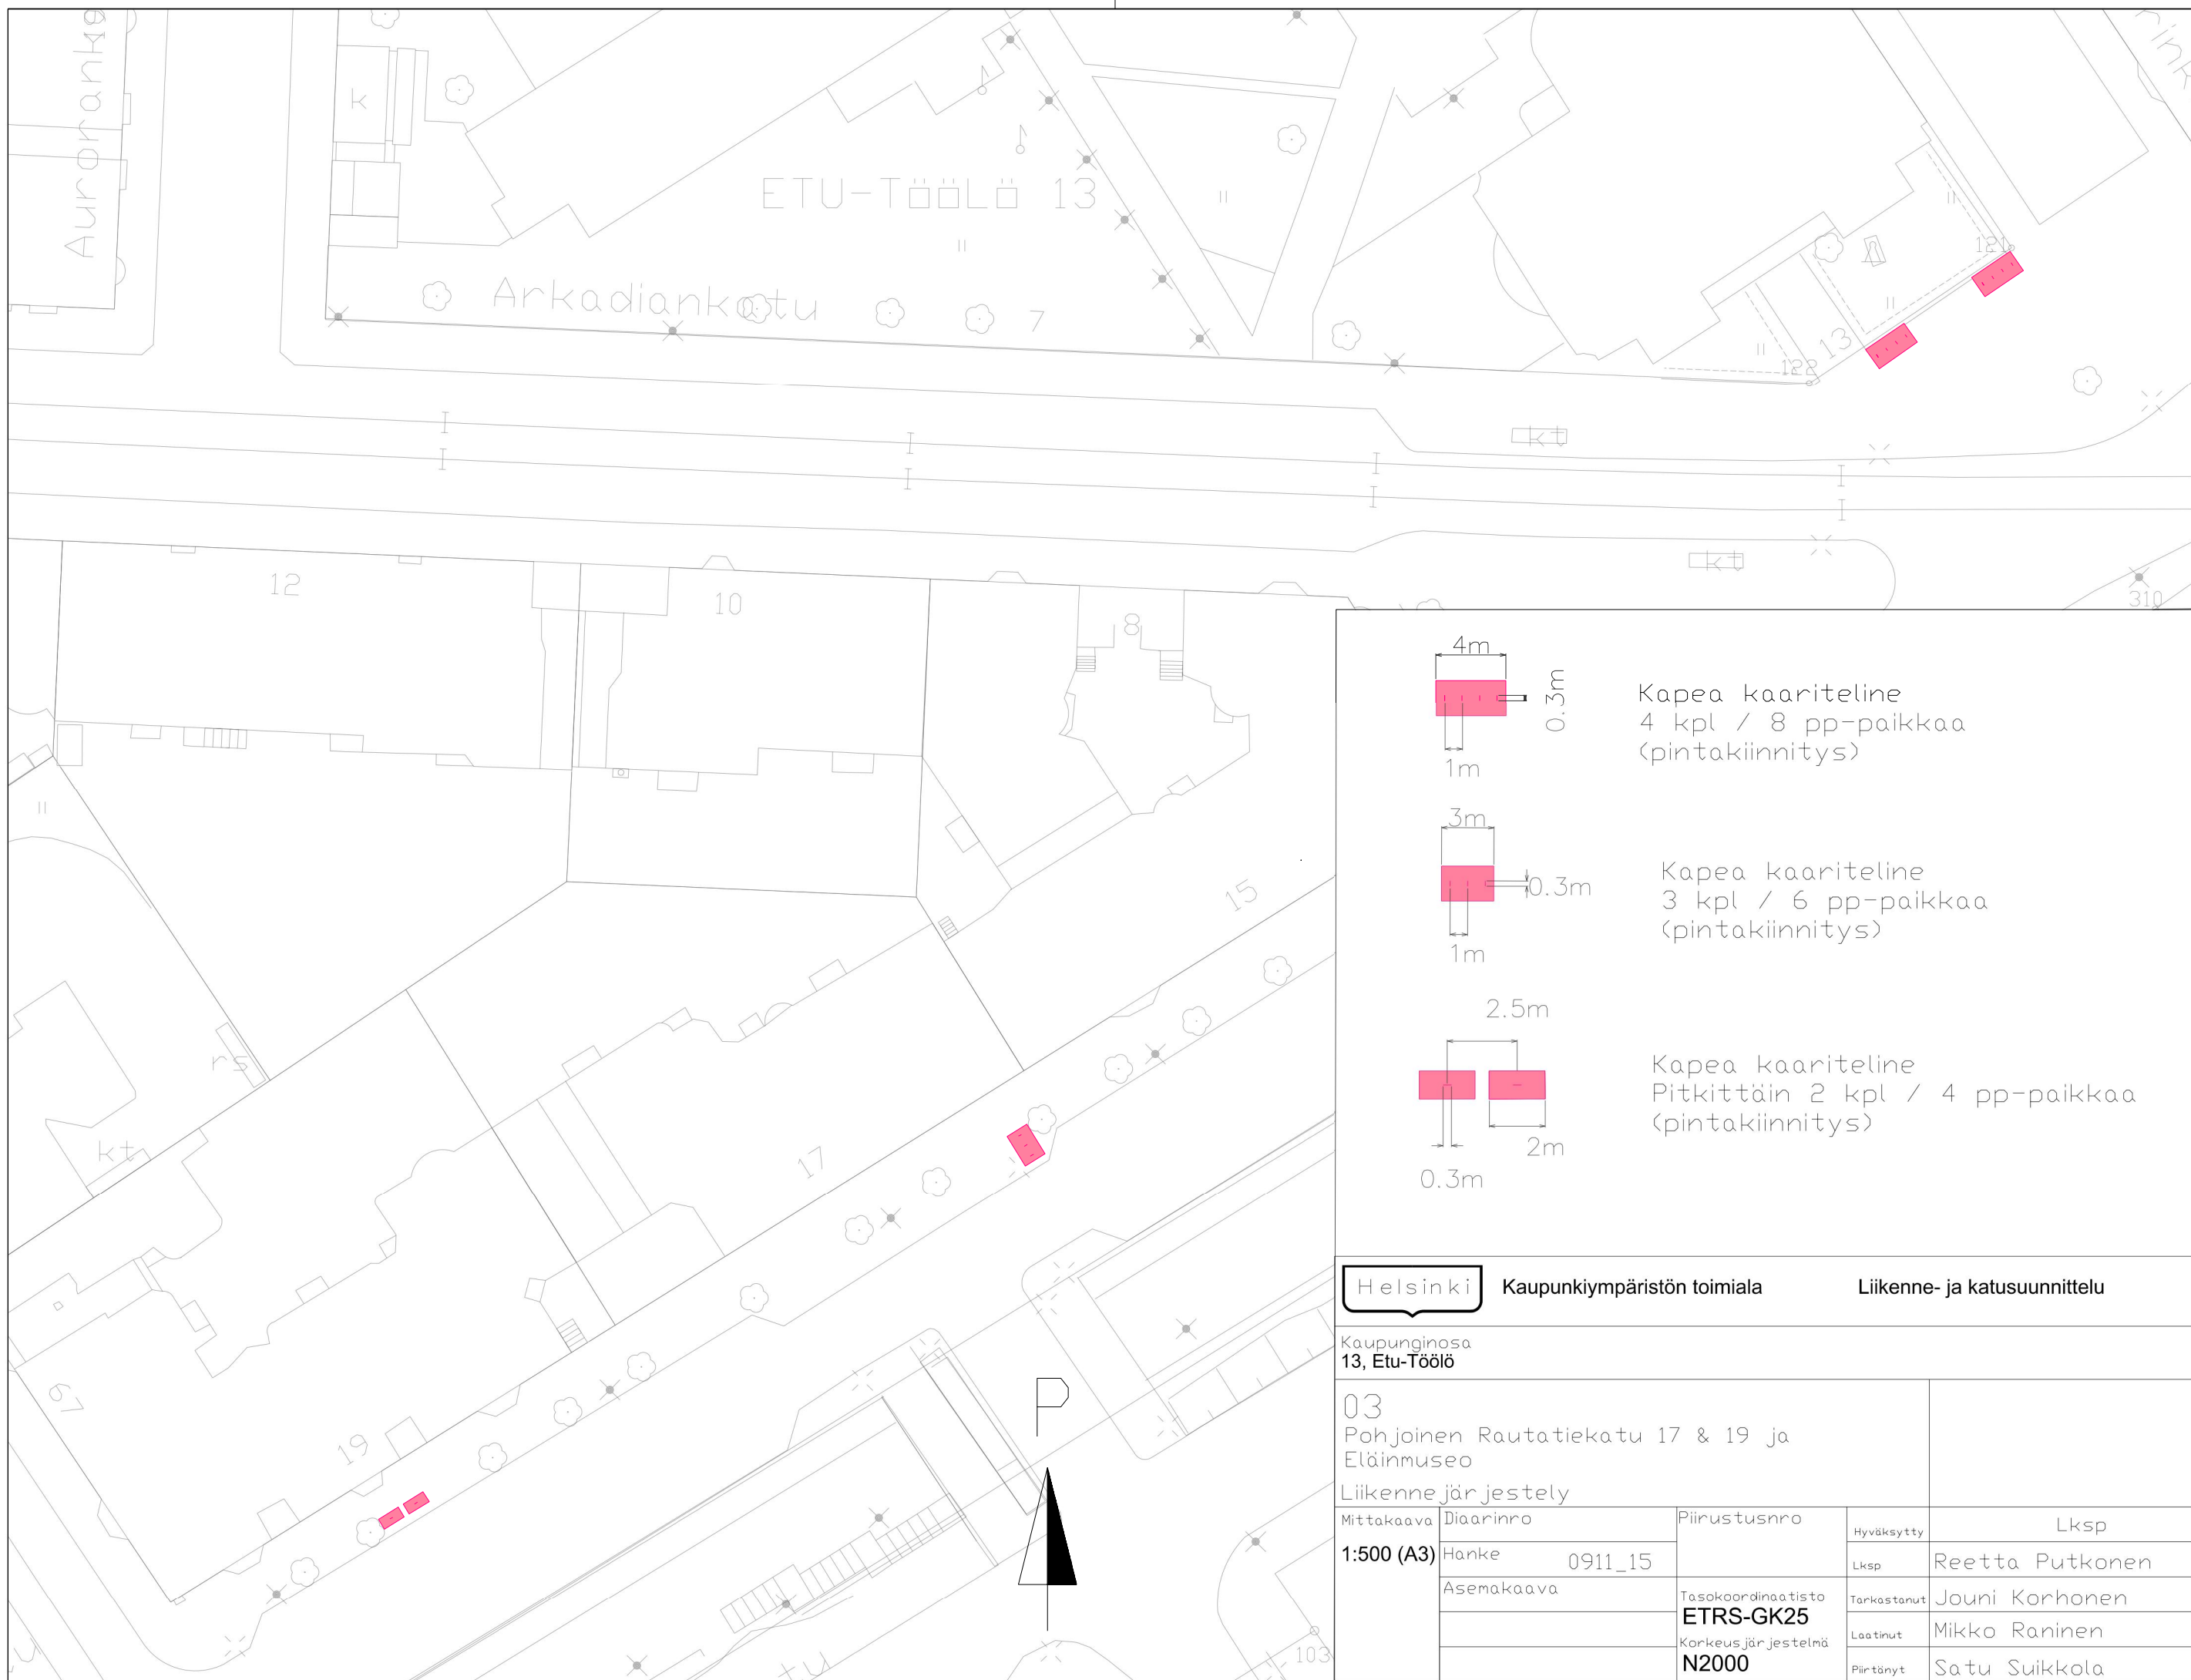 Auroranka
k
ETU-TÖÖLÖ 13
Arkadiankatu
7
121
13
122
kt
kt
310
12
10
8
15
rs
kt
17
19
67
P
103
tu
4m
0.3m
1m
Kapea kaariteline
4 kpl / 8 pp-paikkaa
(pintakiinnitys)
3m
0.3m
1m
Kapea kaariteline
3 kpl / 6 pp-paikkaa
(pintakiinnitys)
2.5m
2m
0.3m
Kapea kaariteline
Pitkittäin 2 kpl / 4 pp-paikkaa
(pintakiinnitys)
Helsinki Kaupunkiympäristön toimiala Liikenne- ja katusuunnittelu
Kaupunginosa
13, Etu-Töölö
03
Pohjoinen Rautatiekatu 17 & 19 ja
Eläinmuseo
Liikennejärjestely
Mittakaava
1:500 (A3)
Diaarinro
Hanke 0911_15
Asemakaava
Piirustusnro
Tasokoordinaatisto
ETRS-GK25
Korkeusjärjestelmä
N2000
Hyväksytty Lksp
Lksp Reetta Putkonen
Tarkastanut Jouni Korhonen
Laatinut Mikko Raninen
Piirtänyt Satu Suikkola